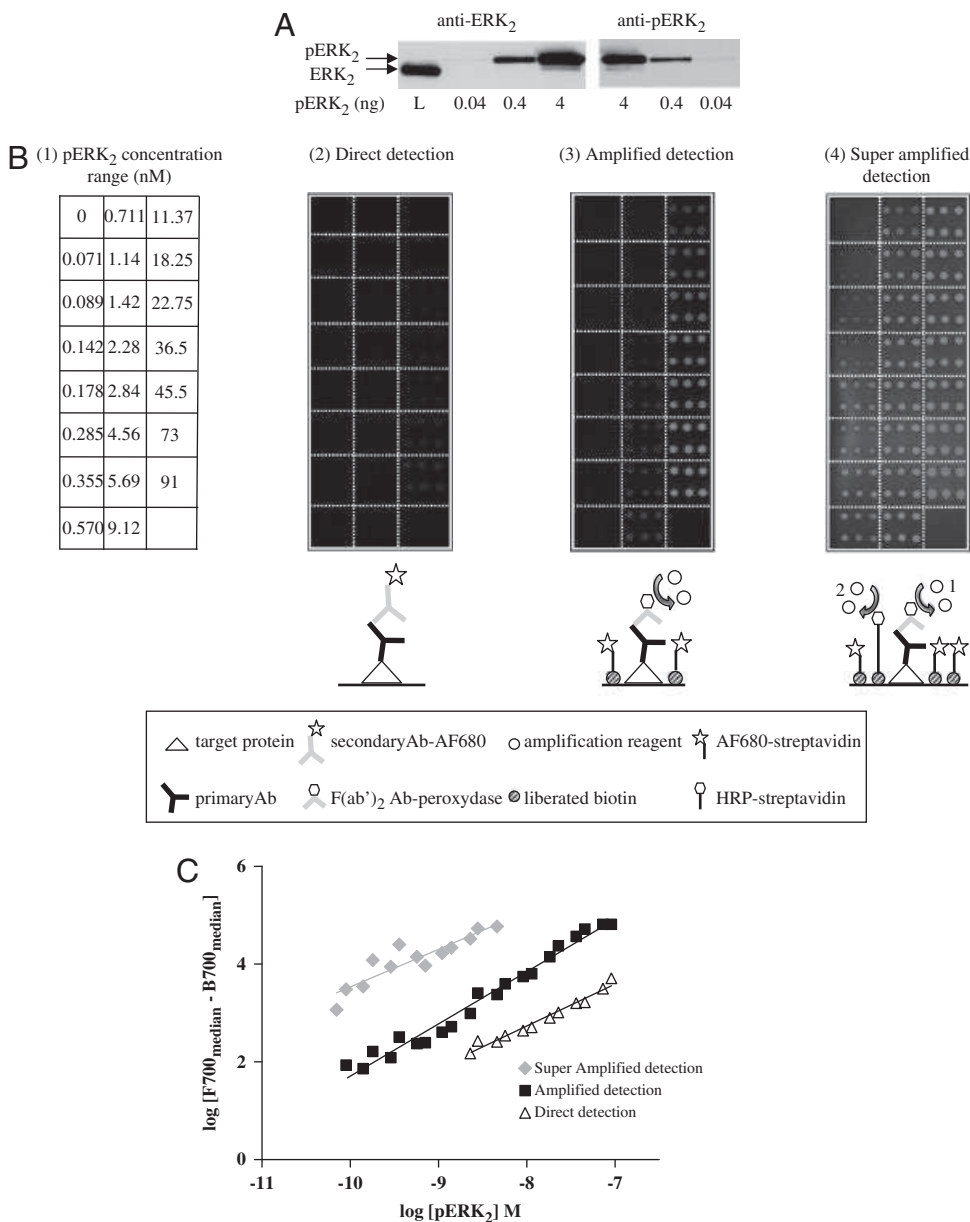 A
anti-ERK2 anti-pERK2
pERK2
ERK2
pERK2 (ng) L 0.04 0.4 4 4 0.4 0.04
B
(1) pERK2 concentration range (nM)
(2) Direct detection
(3) Amplified detection
(4) Super amplified detection
0 0.711 11.37
0.071 1.14 18.25
0.089 1.42 22.75
0.142 2.28 36.5
0.178 2.84 45.5
0.285 4.56 73
0.355 5.69 91
0.570 9.12
2 1
target protein secondaryAb-AF680 amplification reagent AF680-streptavidin
primaryAb F(ab')2 Ab-peroxydase liberated biotin HRP-streptavidin
C
log [F700median - B700median]
6
4
2
0
Super Amplified detection
Amplified detection
Direct detection
-11 -10 -9 -8 -7
log [pERK2] M